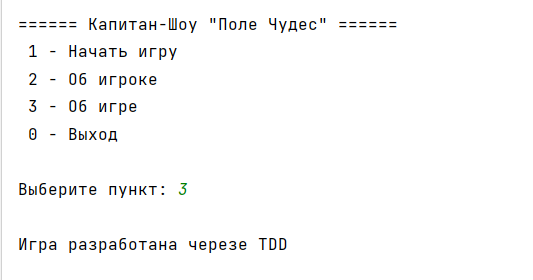 ====== Капитан-Шоу "Поле Чудес" ======
1 - Начать игру
2 - Об игроке
3 - Об игре
0 - Выход
Выберите пункт: 3
Игра разработана черезе TDD